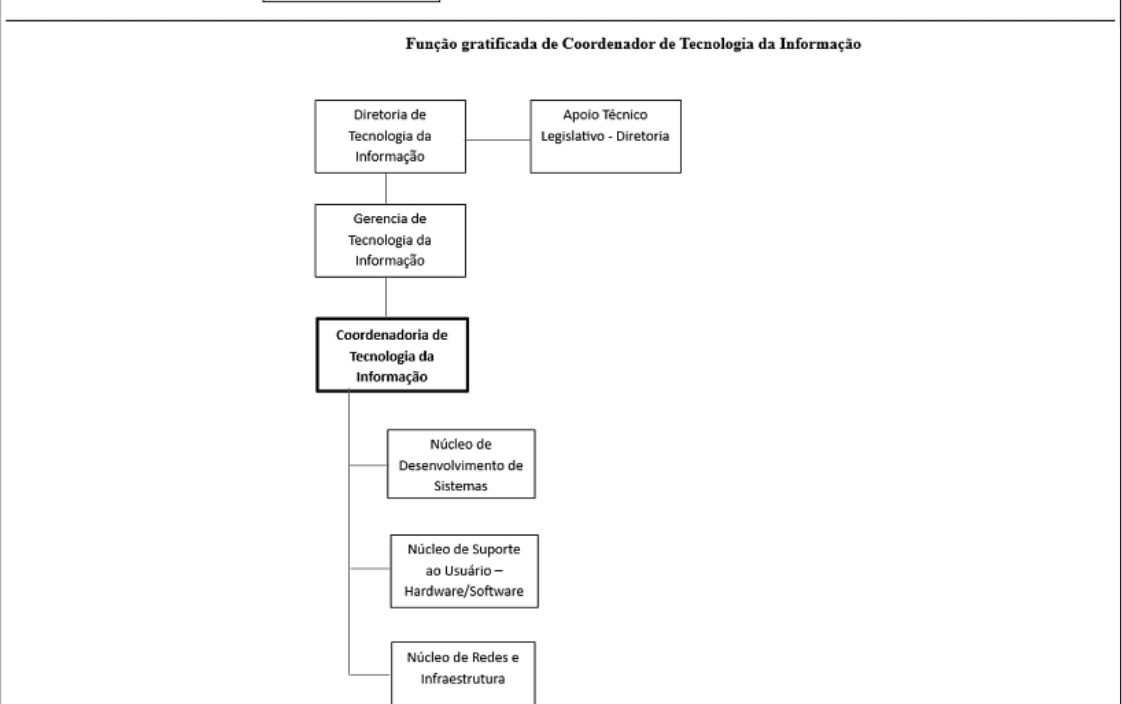 Função gratificada de Coordenador de Tecnologia da Informação
Diretoria de
Tecnologia da
Informação
Apoio Técnico
Legislativo - Diretoria
Gerencia de
Tecnologia da
Informação
Coordenadoria de
Tecnologia da
Informação
Núcleo de
Desenvolvimento de
Sistemas
Núcleo de Suporte
ao Usuário –
Hardware/Software
Núcleo de Redes e
Infraestrutura